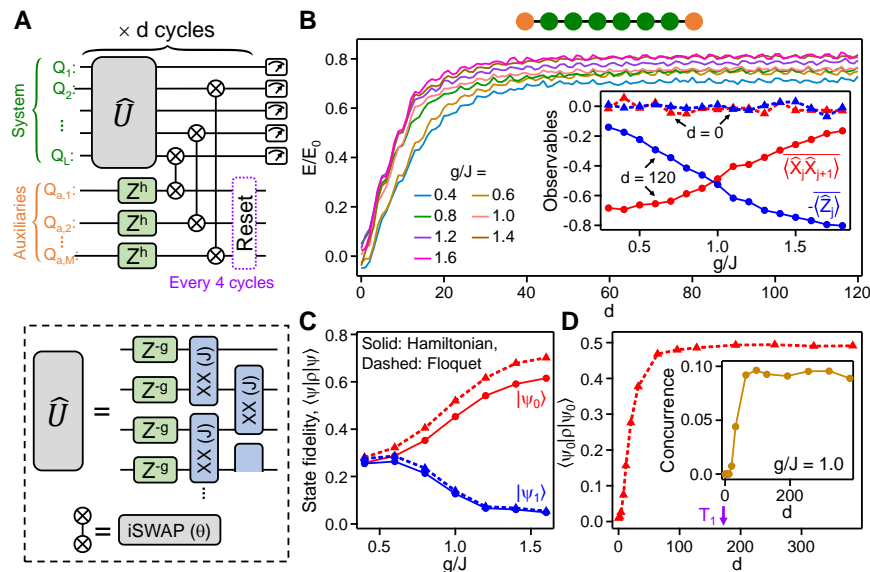 A
× d cycles
System
Q1:
Q2:
⋮
QL:
Û
Auxiliaries
Qa,1:
Qa,2:
⋮
Qa,M:
Zh
Zh
Zh
Reset
Every 4 cycles
Û
=
Z-g
Z-g
Z-g
Z-g
XX (J)
XX (J)
XX (J)
⋮
= iSWAP (θ)
B
E/E0
0.8
0.6
0.4
0.2
0.0
g/J =
0.4 0.6
0.8 1.0
1.2 1.4
1.6
0 20 40 60 80 100 120
d
Observables
0.0
-0.2
-0.4
-0.6
-0.8
d = 0
d = 120
⟨X̂jX̂j+1⟩
-⟨Ẑj⟩
0.5 1.0 1.5
g/J
C
State fidelity, ⟨ψ|ρ|ψ⟩
0.8
0.6
0.4
0.2
0.0
Solid: Hamiltonian,
Dashed: Floquet
|ψ0⟩
|ψ1⟩
0.5 1.0 1.5
g/J
D
⟨ψ0|ρ|ψ0⟩
0.5
0.4
0.3
0.2
0.1
0.0
T1
0 100 200 300
d
Concurrence
0.10
0.05
0.0
g/J = 1.0
0 200
d